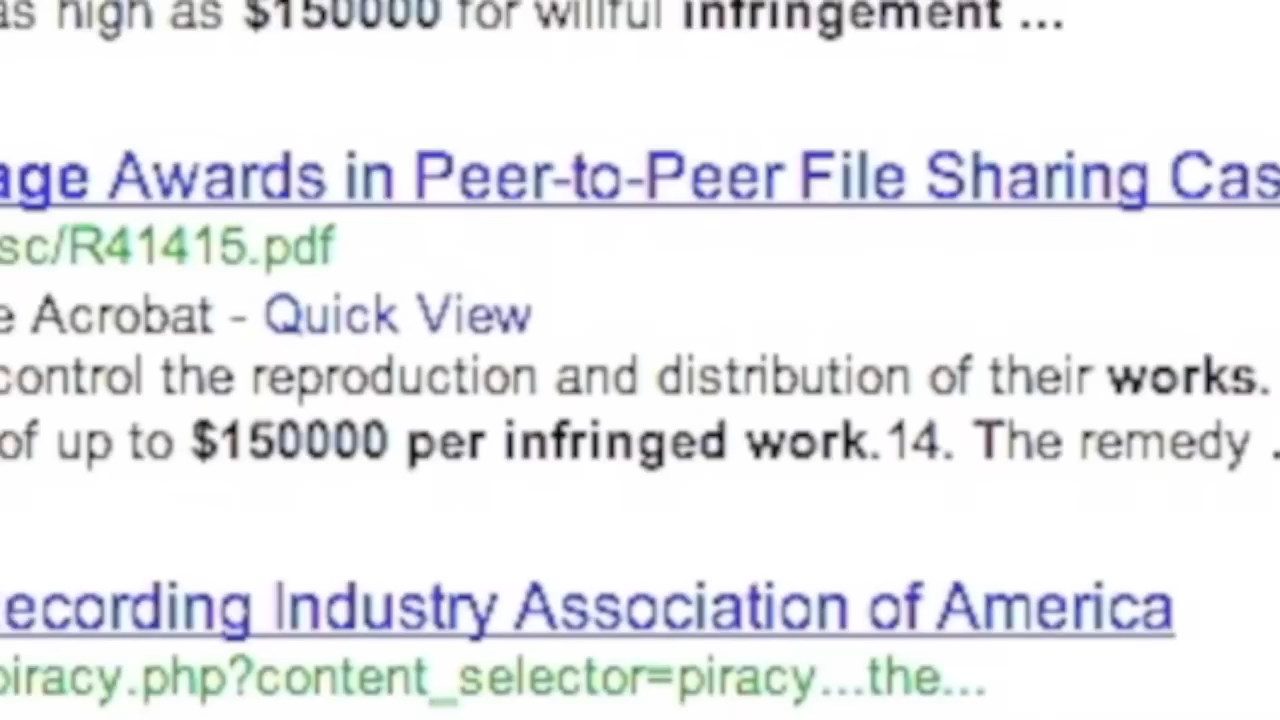 as high as $150000 for willful infringement ...
age Awards in Peer-to-Peer File Sharing Cas
sc/R41415.pdf
e Acrobat - Quick View
control the reproduction and distribution of their works.
of up to $150000 per infringed work.14. The remedy .
ecording Industry Association of America
piracy.php?content_selector=piracy...the...